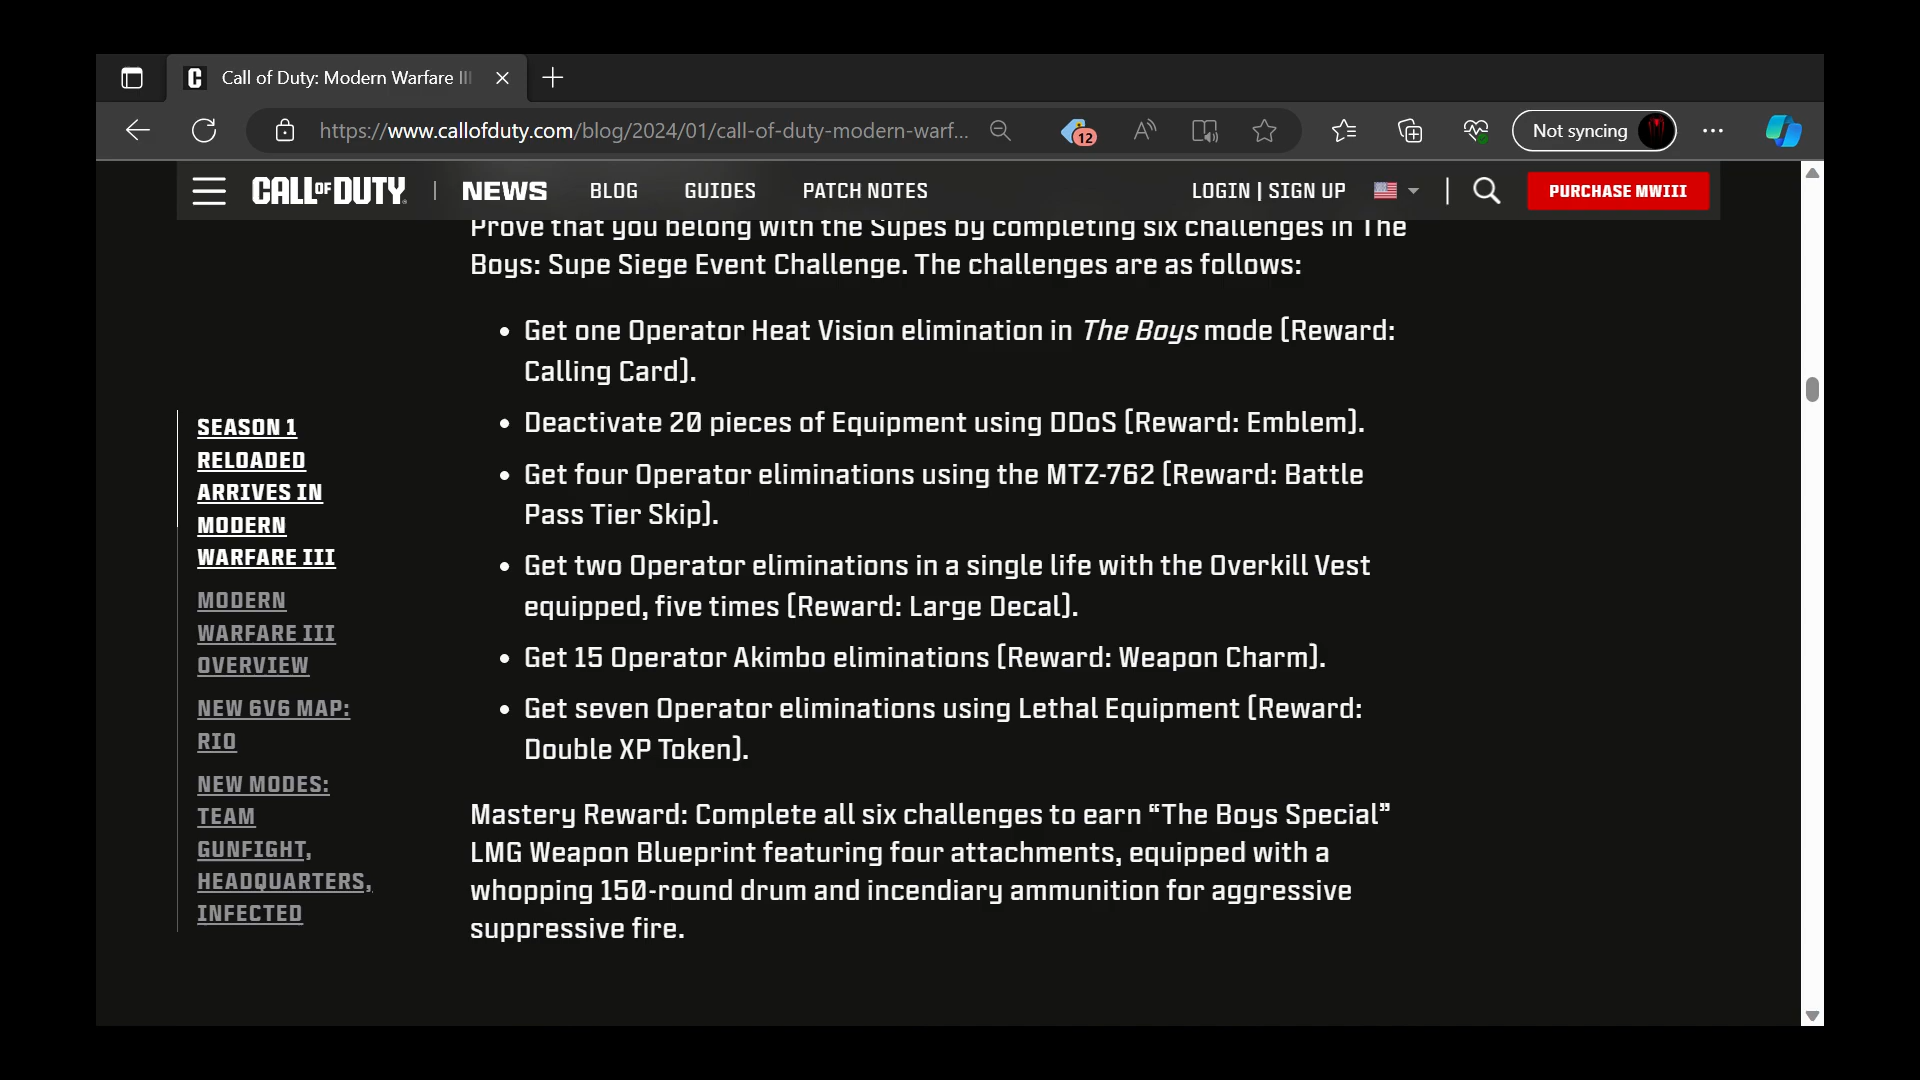 Call of Duty: Modern Warfare III
https://www.callofduty.com/blog/2024/01/call-of-duty-modern-warf...
12
Not syncing
CALL OF DUTY
NEWS
BLOG
GUIDES
PATCH NOTES
LOGIN | SIGN UP
PURCHASE MWIII
Prove that you belong with the Supes by completing six challenges in The
Boys: Supe Siege Event Challenge. The challenges are as follows:
• Get one Operator Heat Vision elimination in The Boys mode [Reward:
Calling Card].
• Deactivate 20 pieces of Equipment using DDoS [Reward: Emblem].
• Get four Operator eliminations using the MTZ-762 [Reward: Battle
Pass Tier Skip].
• Get two Operator eliminations in a single life with the Overkill Vest
equipped, five times [Reward: Large Decal].
• Get 15 Operator Akimbo eliminations [Reward: Weapon Charm].
• Get seven Operator eliminations using Lethal Equipment [Reward:
Double XP Token].
Mastery Reward: Complete all six challenges to earn “The Boys Special”
LMG Weapon Blueprint featuring four attachments, equipped with a
whopping 150-round drum and incendiary ammunition for aggressive
suppressive fire.
SEASON 1
RELOADED
ARRIVES IN
MODERN
WARFARE III
MODERN
WARFARE III
OVERVIEW
NEW 6V6 MAP:
RIO
NEW MODES:
TEAM
GUNFIGHT,
HEADQUARTERS,
INFECTED